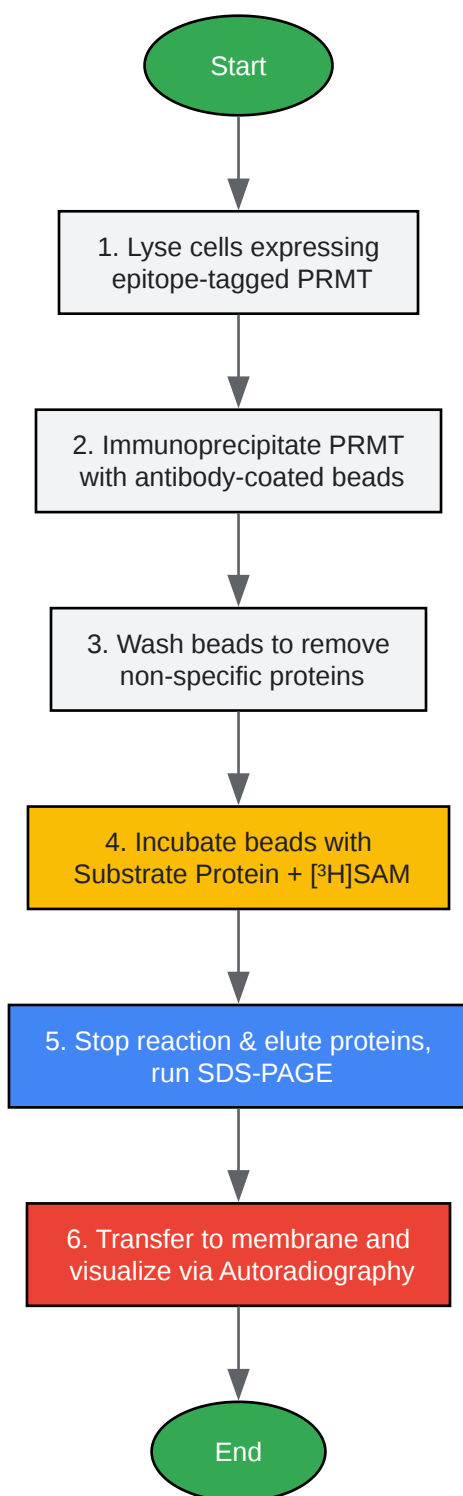 Start
1. Lyse cells expressing
epitope-tagged PRMT
2. Immunoprecipitate PRMT
with antibody-coated beads
3. Wash beads to remove
non-specific proteins
4. Incubate beads with
Substrate Protein + [³H]SAM
5. Stop reaction & elute proteins,
run SDS-PAGE
6. Transfer to membrane and
visualize via Autoradiography
End